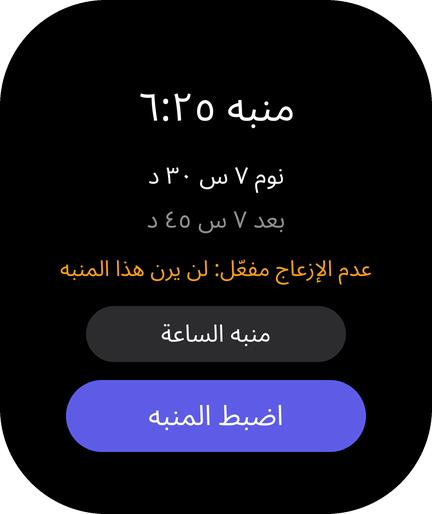 منبه ٦:٢٥
نوم ٧ س ٣٠ د
بعد ٧ س ٤٥ د
عدم الإزعاج مفعّل: لن يرن هذا المنبه
منبه الساعة
اضبط المنبه